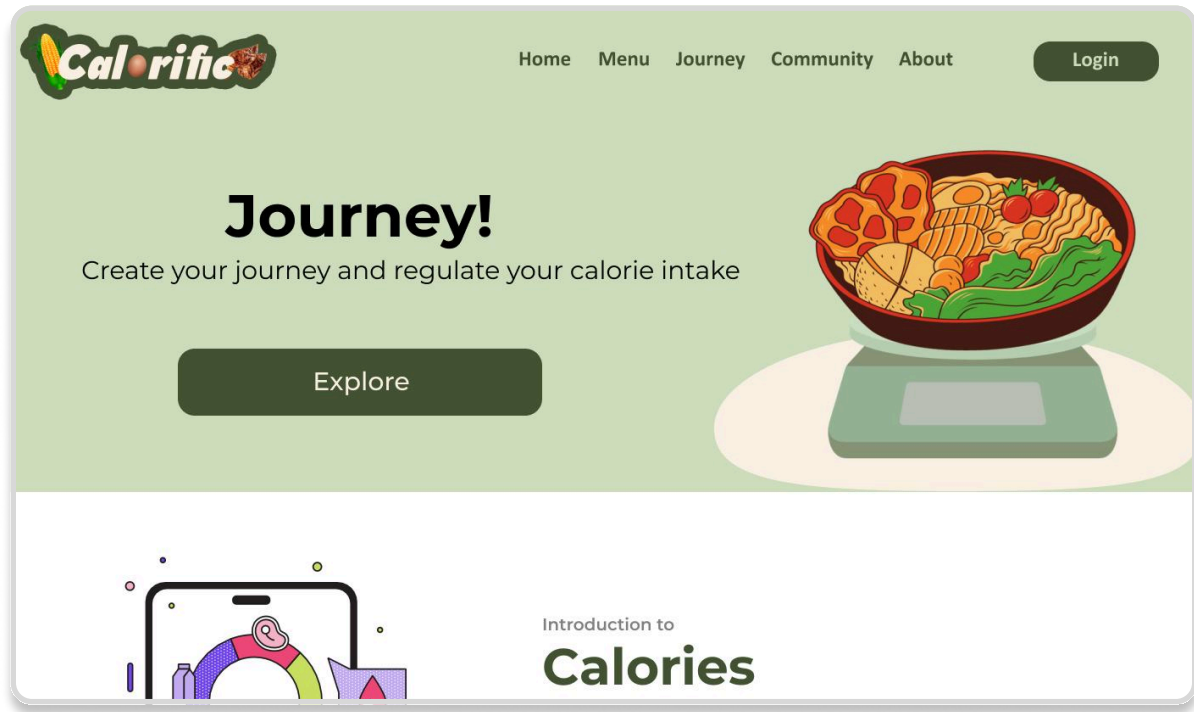 Calorific
Home Menu Journey Community About Login
Journey!
Create your journey and regulate your calorie intake
Explore
Introduction to
Calories